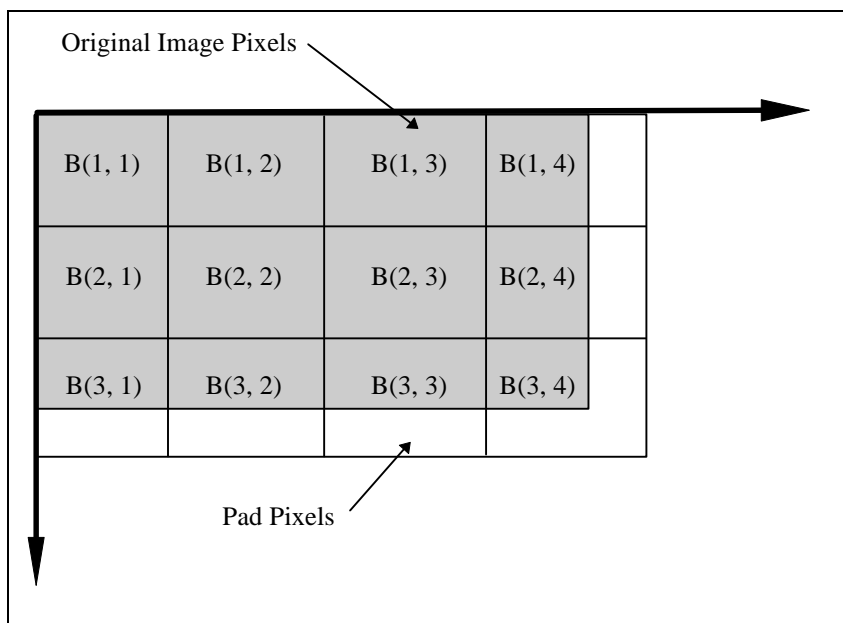 Original Image Pixels
B(1, 1) B(1, 2) B(1, 3) B(1, 4)
B(2, 1) B(2, 2) B(2, 3) B(2, 4)
B(3, 1) B(3, 2) B(3, 3) B(3, 4)
Pad Pixels